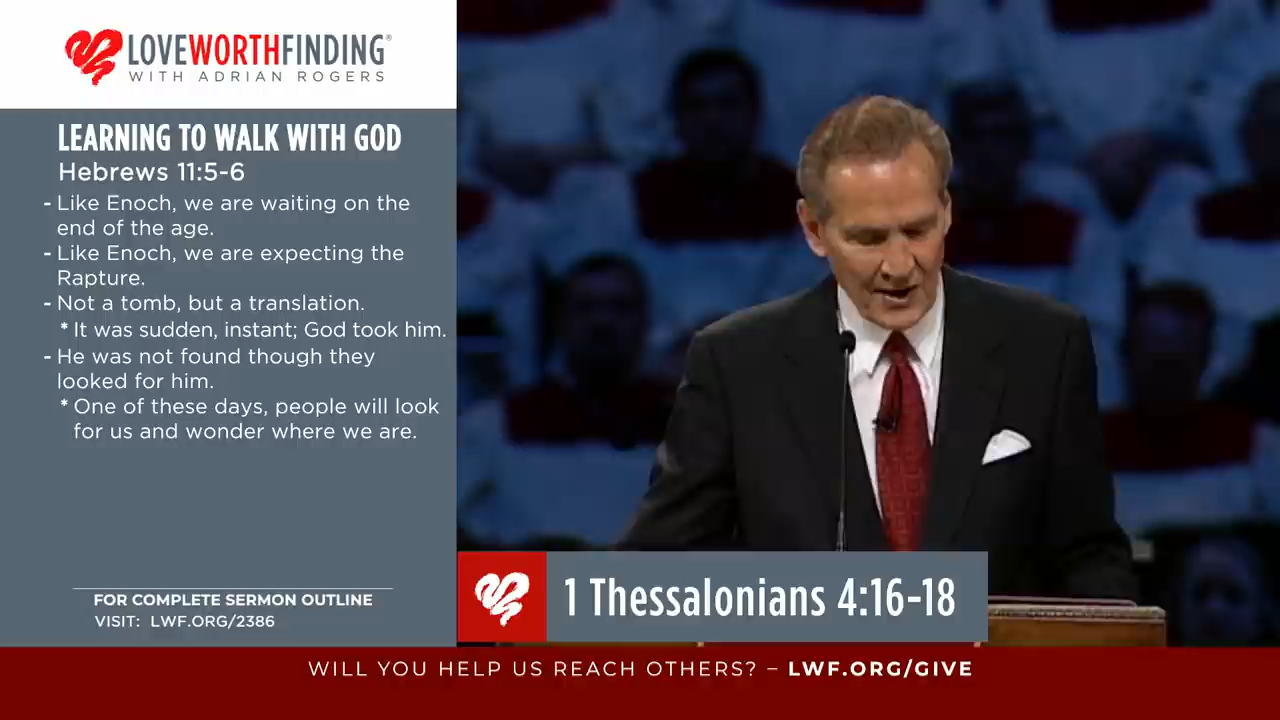 LOVEWORTHFINDING®
WITH ADRIAN ROGERS
LEARNING TO WALK WITH GOD
Hebrews 11:5-6
- Like Enoch, we are waiting on the
end of the age.
- Like Enoch, we are expecting the
Rapture.
- Not a tomb, but a translation.
* It was sudden, instant; God took him.
- He was not found though they
looked for him.
* One of these days, people will look
for us and wonder where we are.
FOR COMPLETE SERMON OUTLINE
VISIT: LWF.ORG/2386
1 Thessalonians 4:16-18
WILL YOU HELP US REACH OTHERS? – LWF.ORG/GIVE